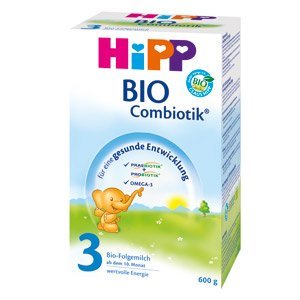 HiPP
BIO
Combiotik®
BIO
für eine gesunde Entwicklung
✓ PRAEBIOTIK®
+ PROBIOTIK
✓ OMEGA-3
3
Bio-Folgemilch
ab dem 10. Monat
wertvolle Energie
600 g